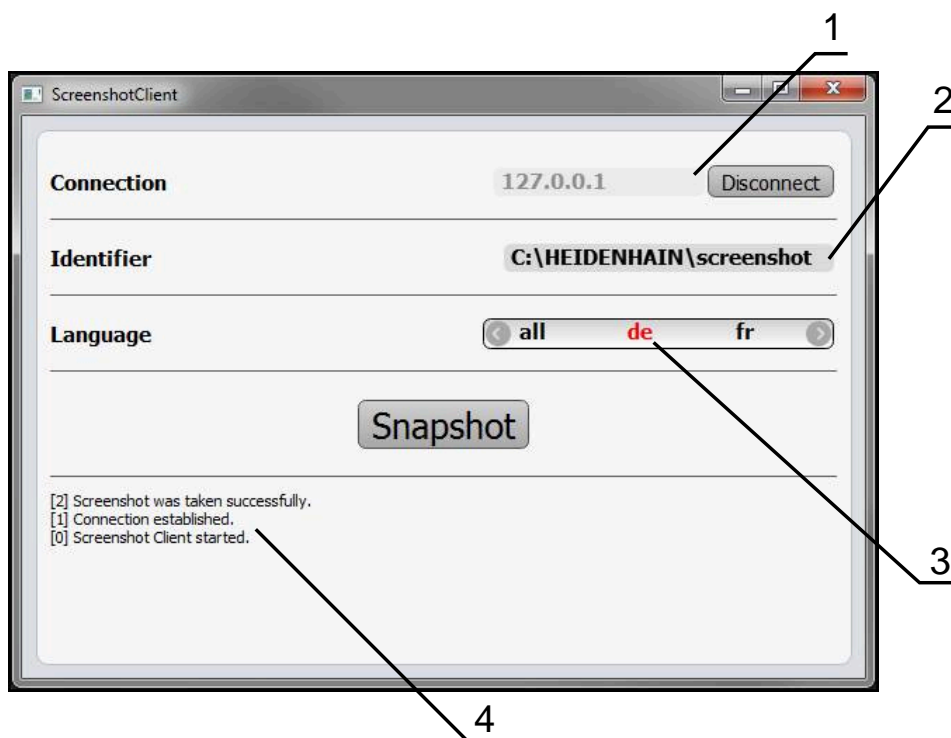 1
ScreenshotClient
2
Connection 127.0.0.1 Disconnect
Identifier C:\HEIDENHAIN\screenshot
Language all de fr
Snapshot
[2] Screenshot was taken successfully.
[1] Connection established.
[0] Screenshot Client started.
3
4